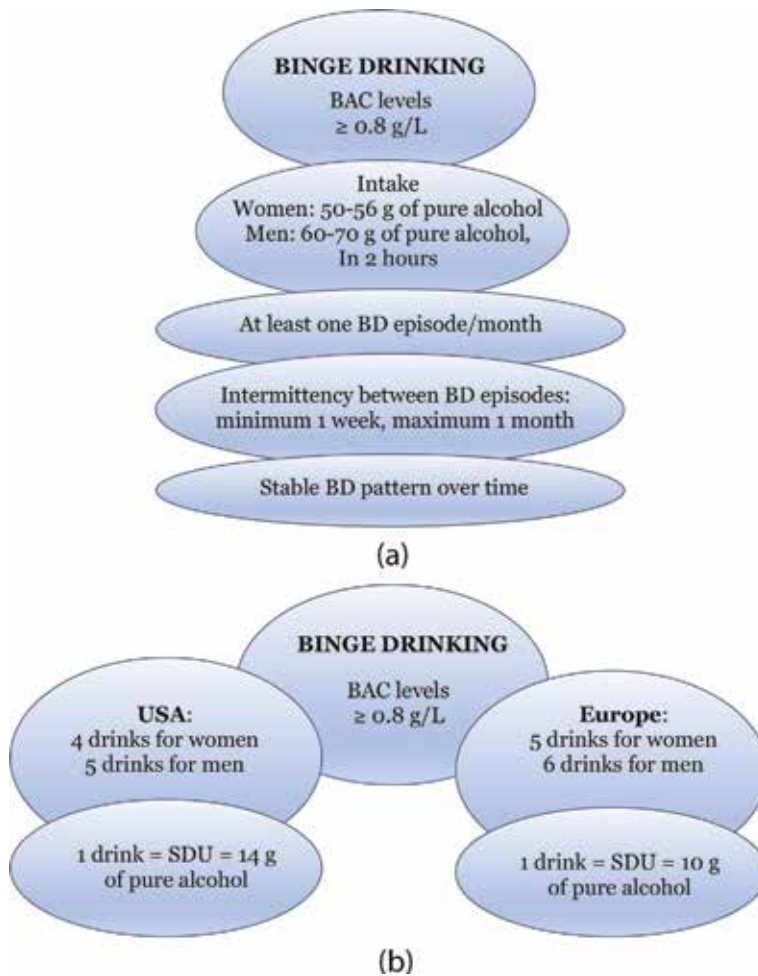 BINGE DRINKING
BAC levels
≥ 0.8 g/L
Intake
Women: 50-56 g of pure alcohol
Men: 60-70 g of pure alcohol,
In 2 hours
At least one BD episode/month
Intermittency between BD episodes:
minimum 1 week, maximum 1 month
Stable BD pattern over time
(a)
BINGE DRINKING
BAC levels
≥ 0.8 g/L
USA:
4 drinks for women
5 drinks for men
1 drink = SDU = 14 g
of pure alcohol
Europe:
5 drinks for women
6 drinks for men
1 drink = SDU = 10 g
of pure alcohol
(b)